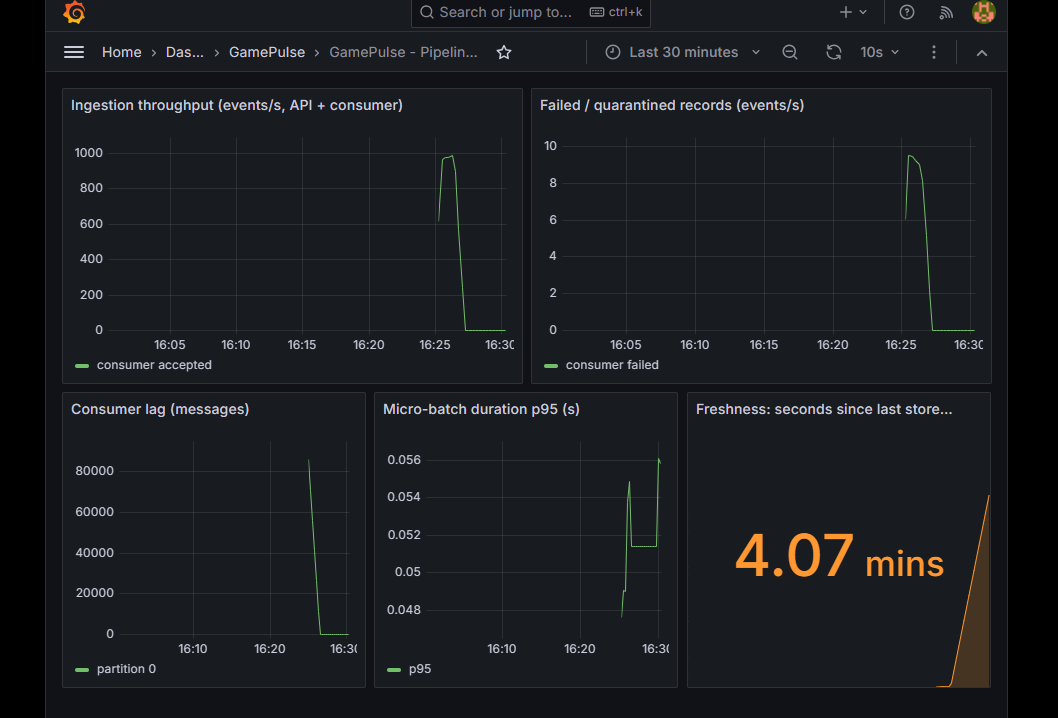 Search or jump to... ctrl+k
Home › Das... › GamePulse › GamePulse - Pipelin... Last 30 minutes 10s
Ingestion throughput (events/s, API + consumer)
1000
800
600
400
200
0
16:05 16:10 16:15 16:20 16:25 16:30
consumer accepted
Failed / quarantined records (events/s)
10
8
6
4
2
0
16:05 16:10 16:15 16:20 16:25 16:30
consumer failed
Consumer lag (messages)
80000
60000
40000
20000
0
16:10 16:20 16:30
partition 0
Micro-batch duration p95 (s)
0.056
0.054
0.052
0.05
0.048
16:10 16:20 16:30
p95
Freshness: seconds since last store...
4.07 mins